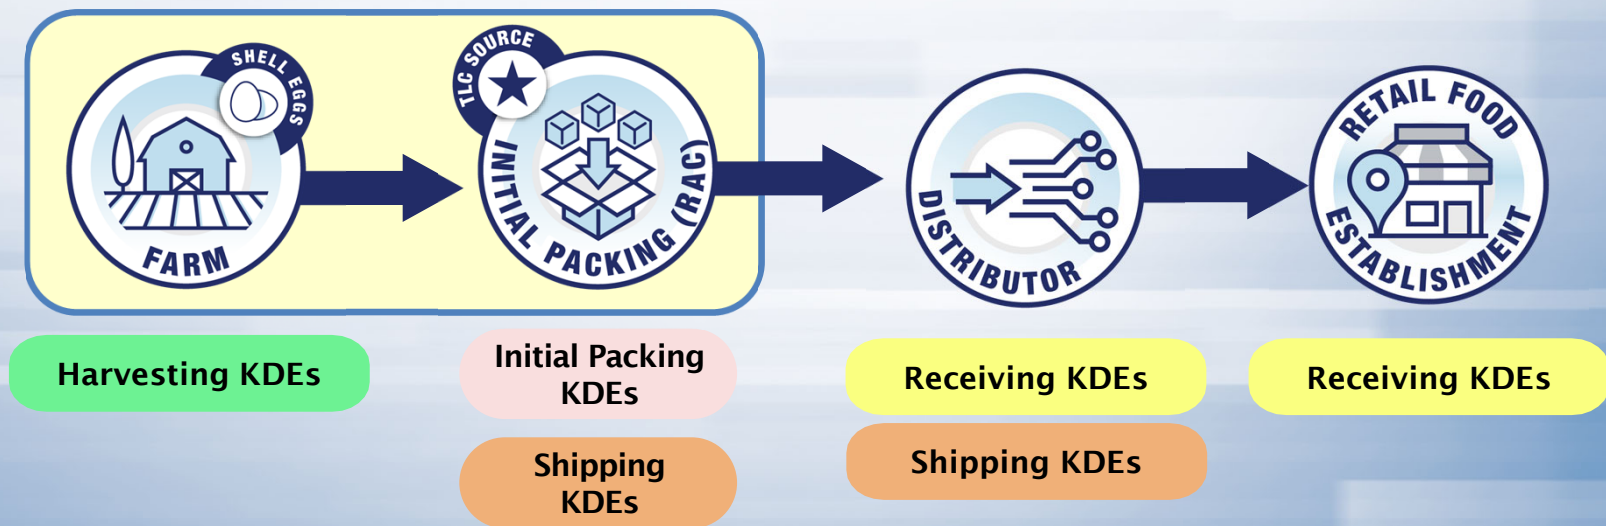 SHELL EGGS
FARM
TLC SOURCE
INITIAL PACKING (RAC)
DISTRIBUTOR
RETAIL FOOD
ESTABLISHMENT
Harvesting KDEs
Initial Packing
KDEs
Shipping
KDEs
Receiving KDEs
Shipping KDEs
Receiving KDEs